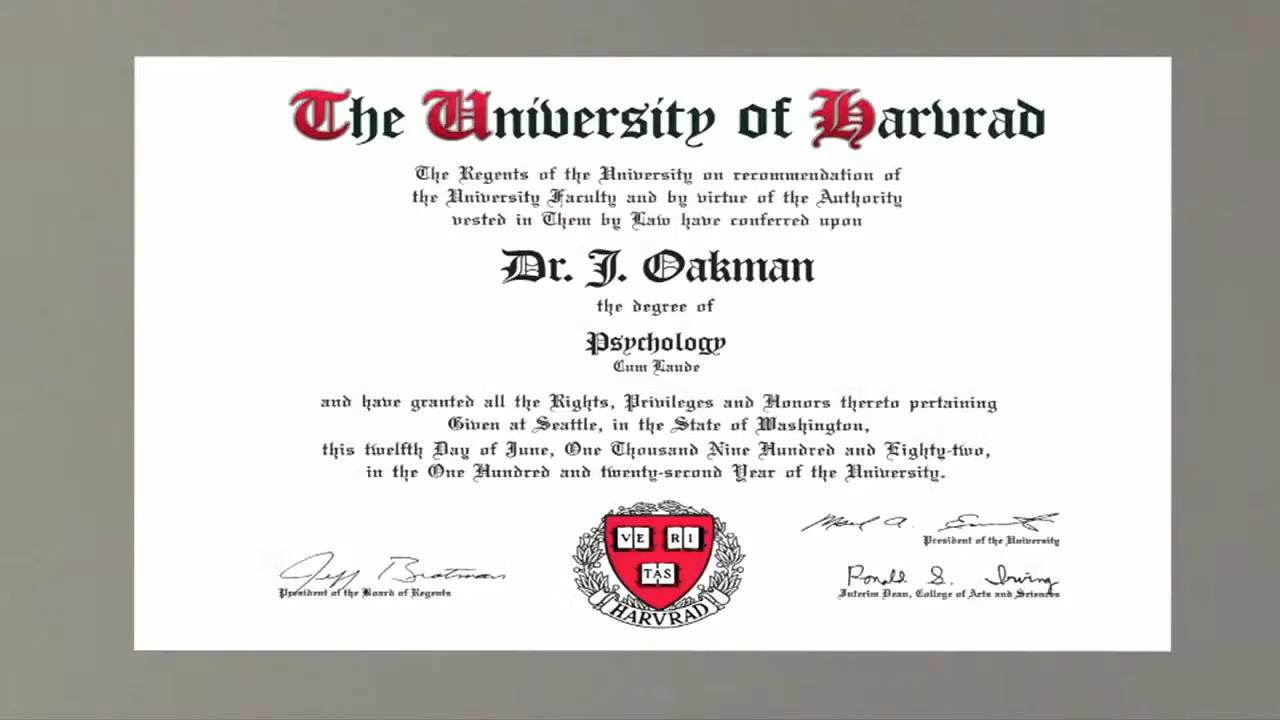 The University of Harvrad
The Regents of the University on recommendation of
the University Faculty and by virtue of the Authority
vested in Them by Law have conferred upon
Dr. J. Oakman
the degree of
Psychology
Cum Laude
and have granted all the Rights, Privileges and Honors thereto pertaining
Given at Seattle, in the State of Washington,
this twelfth Day of June, One Thousand Nine Hundred and Eighty-two,
in the One Hundred and twenty-second Year of the University.
VE RI
TAS
HARVRAD
Jeff Brotman
President of the Board of Regents
Mark A.
President of the University
Ronald S. Irving
Interim Dean, College of Arts and Sciences